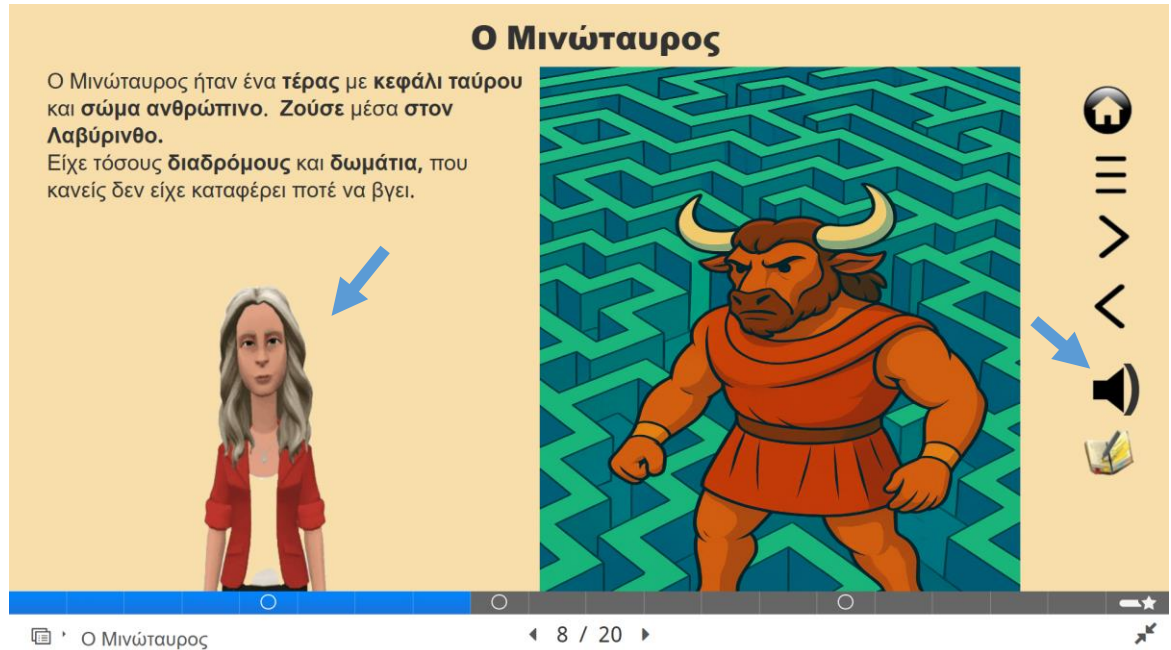 Ο Μινώταυρος
Ο Μινώταυρος ήταν ένα τέρας με κεφάλι ταύρου
και σώμα ανθρώπινο. Ζούσε μέσα στον
Λαβύρινθο.
Είχε τόσους διαδρόμους και δωμάτια, που
κανείς δεν είχε καταφέρει ποτέ να βγει.
Ο Μινώταυρος
8 / 20